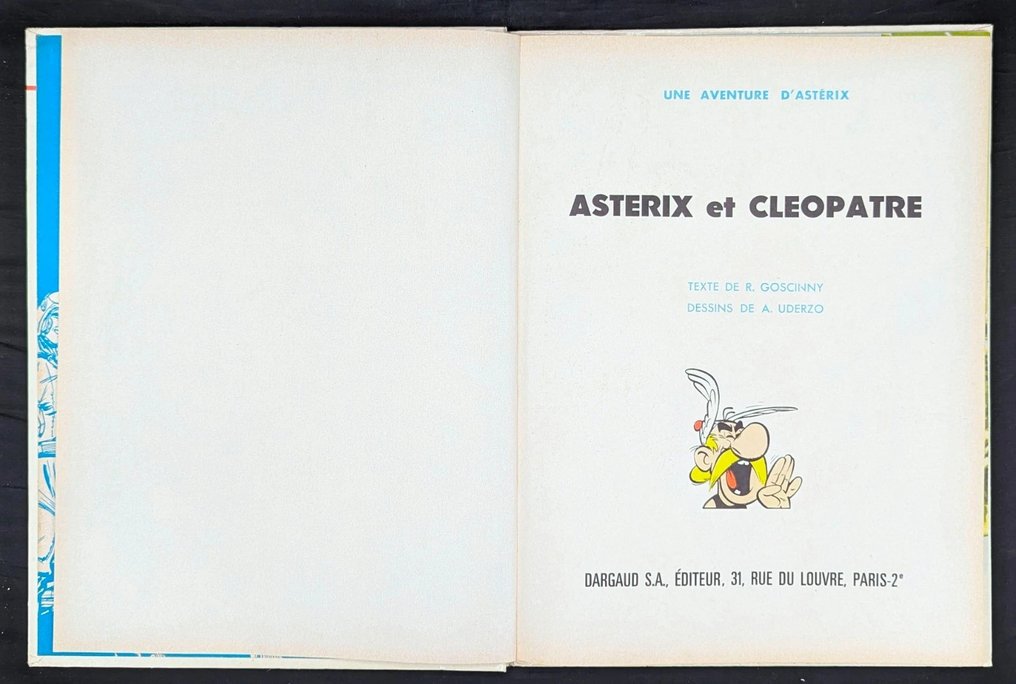 UNE AVENTURE D'ASTÉRIX
ASTERIX et CLEOPATRE
TEXTE DE R. GOSCINNY
DESSINS DE A. UDERZO
DARGAUD S.A., ÉDITEUR, 31, RUE DU LOUVRE, PARIS-2e